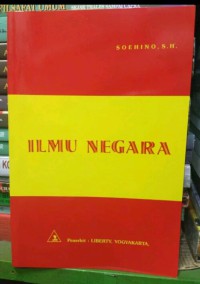 SOEHINO, S.H.
ILMU NEGARA
Penerbit : LIBERTY, YOGYAKARTA.